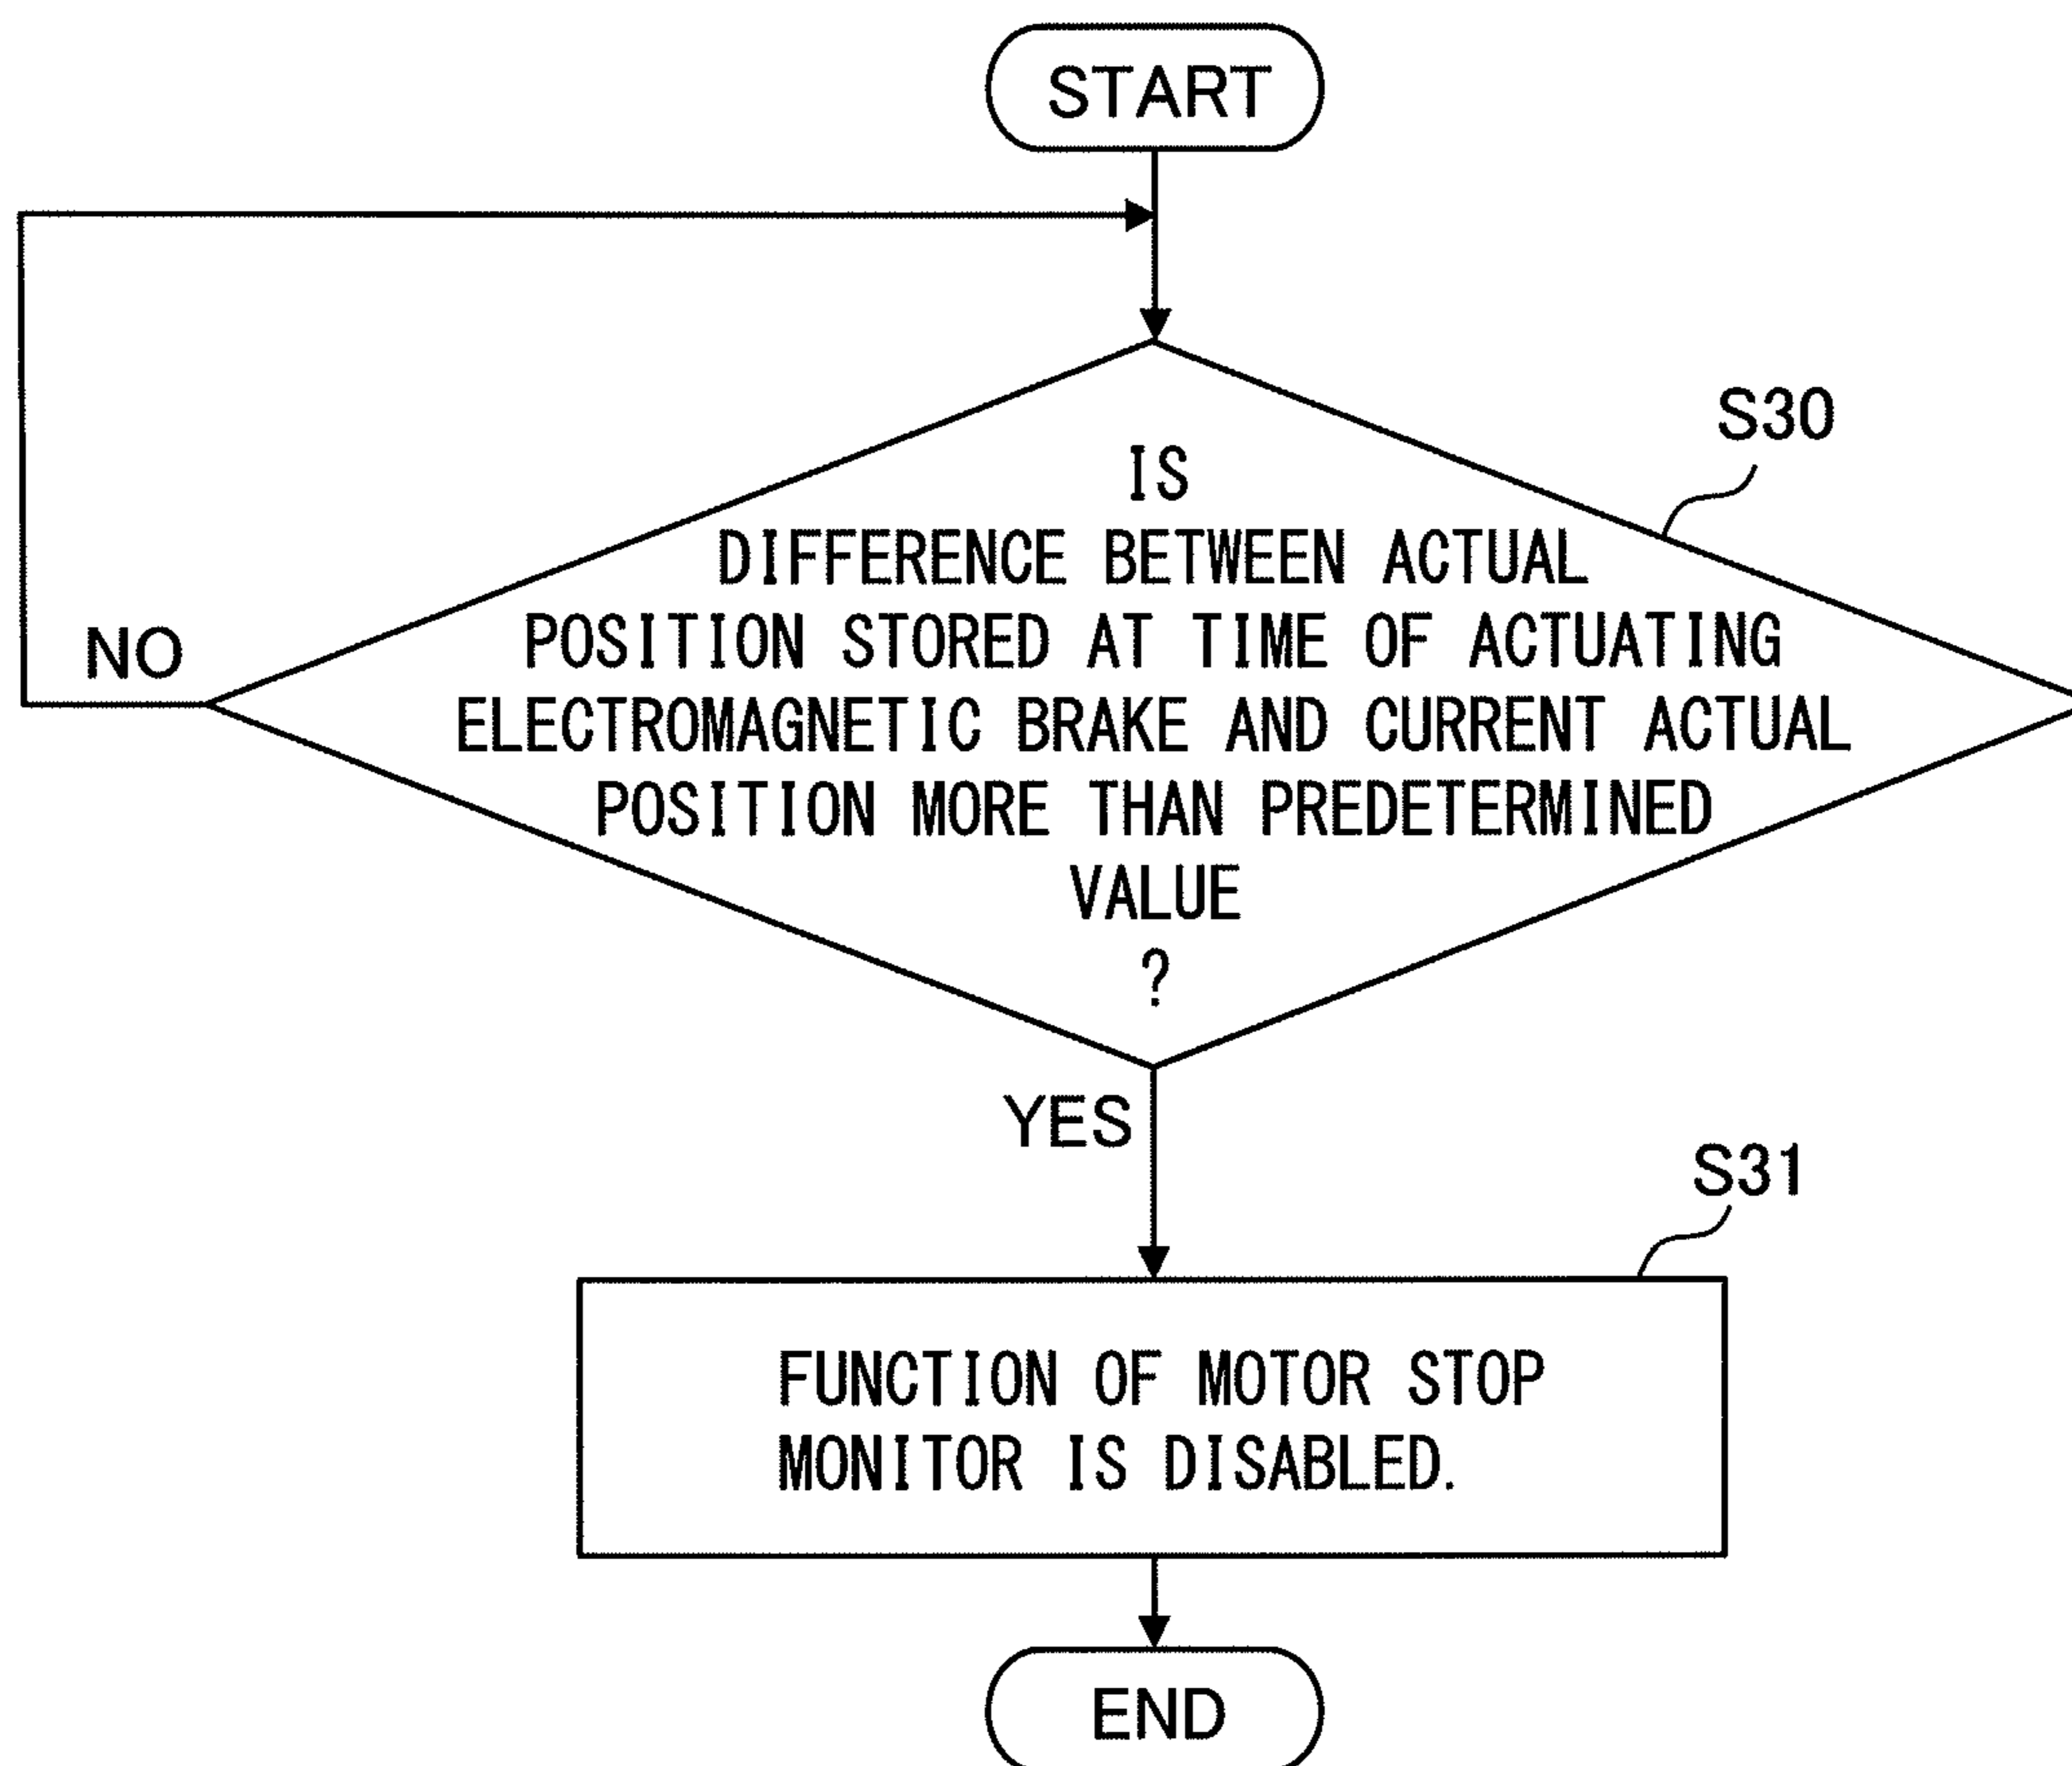 START
S30
IS
DIFFERENCE BETWEEN ACTUAL
POSITION STORED AT TIME OF ACTUATING
ELECTROMAGNETIC BRAKE AND CURRENT ACTUAL
POSITION MORE THAN PREDETERMINED
VALUE
?
NO
YES
S31
FUNCTION OF MOTOR STOP
MONITOR IS DISABLED.
END